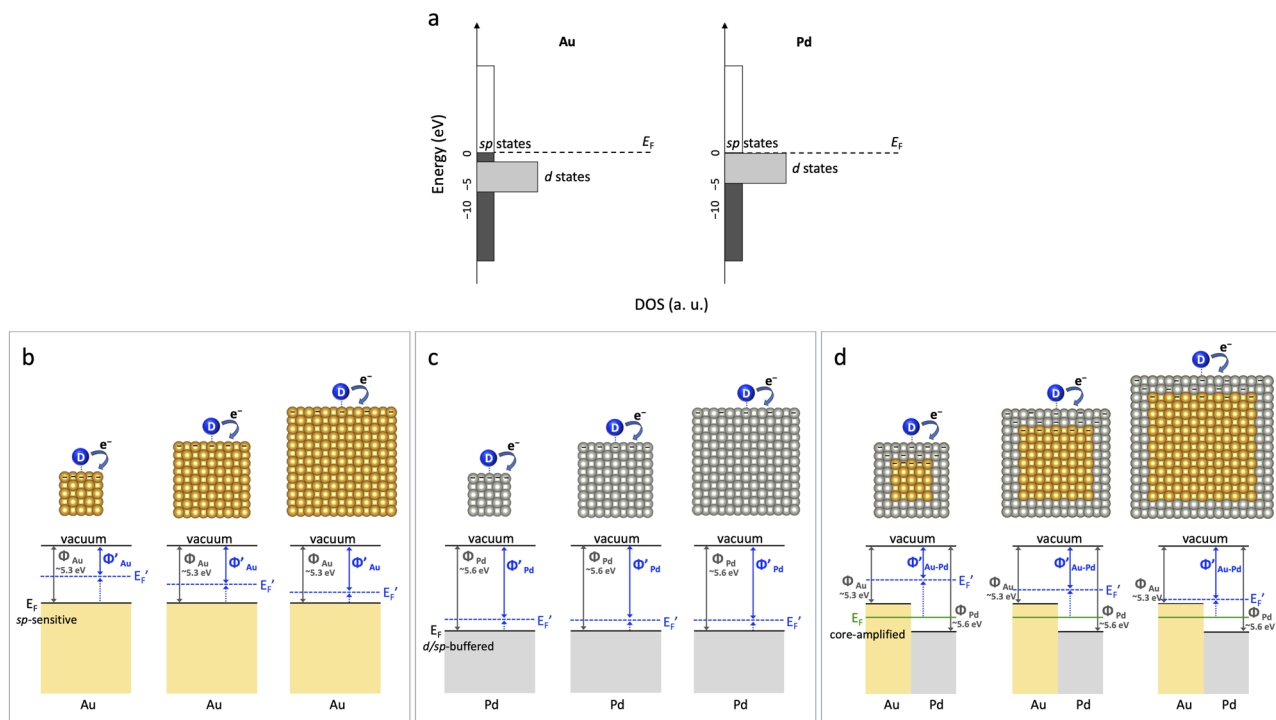 a
Au
Pd
Energy (eV)
0
−5
−10
sp states
E_F
d states
0
−5
−10
sp states
E_F
d states
DOS (a. u.)
b
D
e⁻
D
e⁻
D
e⁻
vacuum
vacuum
vacuum
Φ_Au
~5.3 eV
Φ'_Au
E_F'
Φ_Au
~5.3 eV
Φ'_Au
E_F'
Φ_Au
~5.3 eV
Φ'_Au
E_F'
E_F
sp-sensitive
Au
Au
Au
c
D
e⁻
D
e⁻
D
e⁻
vacuum
vacuum
vacuum
Φ_Pd
~5.6 eV
Φ'_Pd
E_F'
Φ_Pd
~5.6 eV
Φ'_Pd
E_F'
Φ_Pd
~5.6 eV
Φ'_Pd
E_F'
E_F
d/sp-buffered
Pd
Pd
Pd
d
D
e⁻
D
e⁻
D
e⁻
vacuum
vacuum
vacuum
Φ_Au
~5.3 eV
Φ'_Au-Pd
E_F'
Φ_Pd
~5.6 eV
Φ_Au
~5.3 eV
Φ'_Au-Pd
E_F'
Φ_Pd
~5.6 eV
Φ_Au
~5.3 eV
Φ'_Au-Pd
E_F'
Φ_Pd
~5.6 eV
E_F
core-amplified
Au Pd
Au Pd
Au Pd